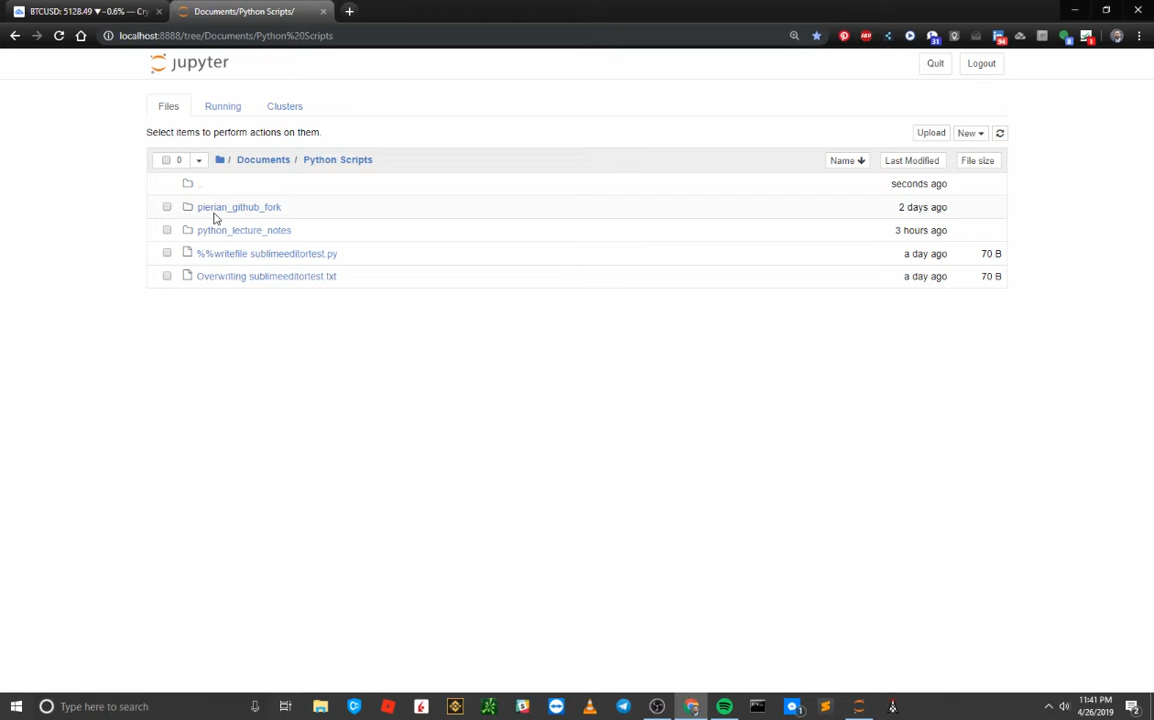 BTCUSD: 5128.49 ▼-0.6% — Cry
Documents/Python Scripts/
localhost:8888/tree/Documents/Python%20Scripts
jupyter
Quit
Logout
Files
Running
Clusters
Select items to perform actions on them.
Upload
New
0
/ Documents / Python Scripts
Name
Last Modified
File size
..
seconds ago
pierian_github_fork
2 days ago
python_lecture_notes
3 hours ago
%%writefile sublimeeditortest.py
a day ago
70 B
Overwriting sublimeeditortest.txt
a day ago
70 B
Type here to search
11:41 PM
4/26/2019